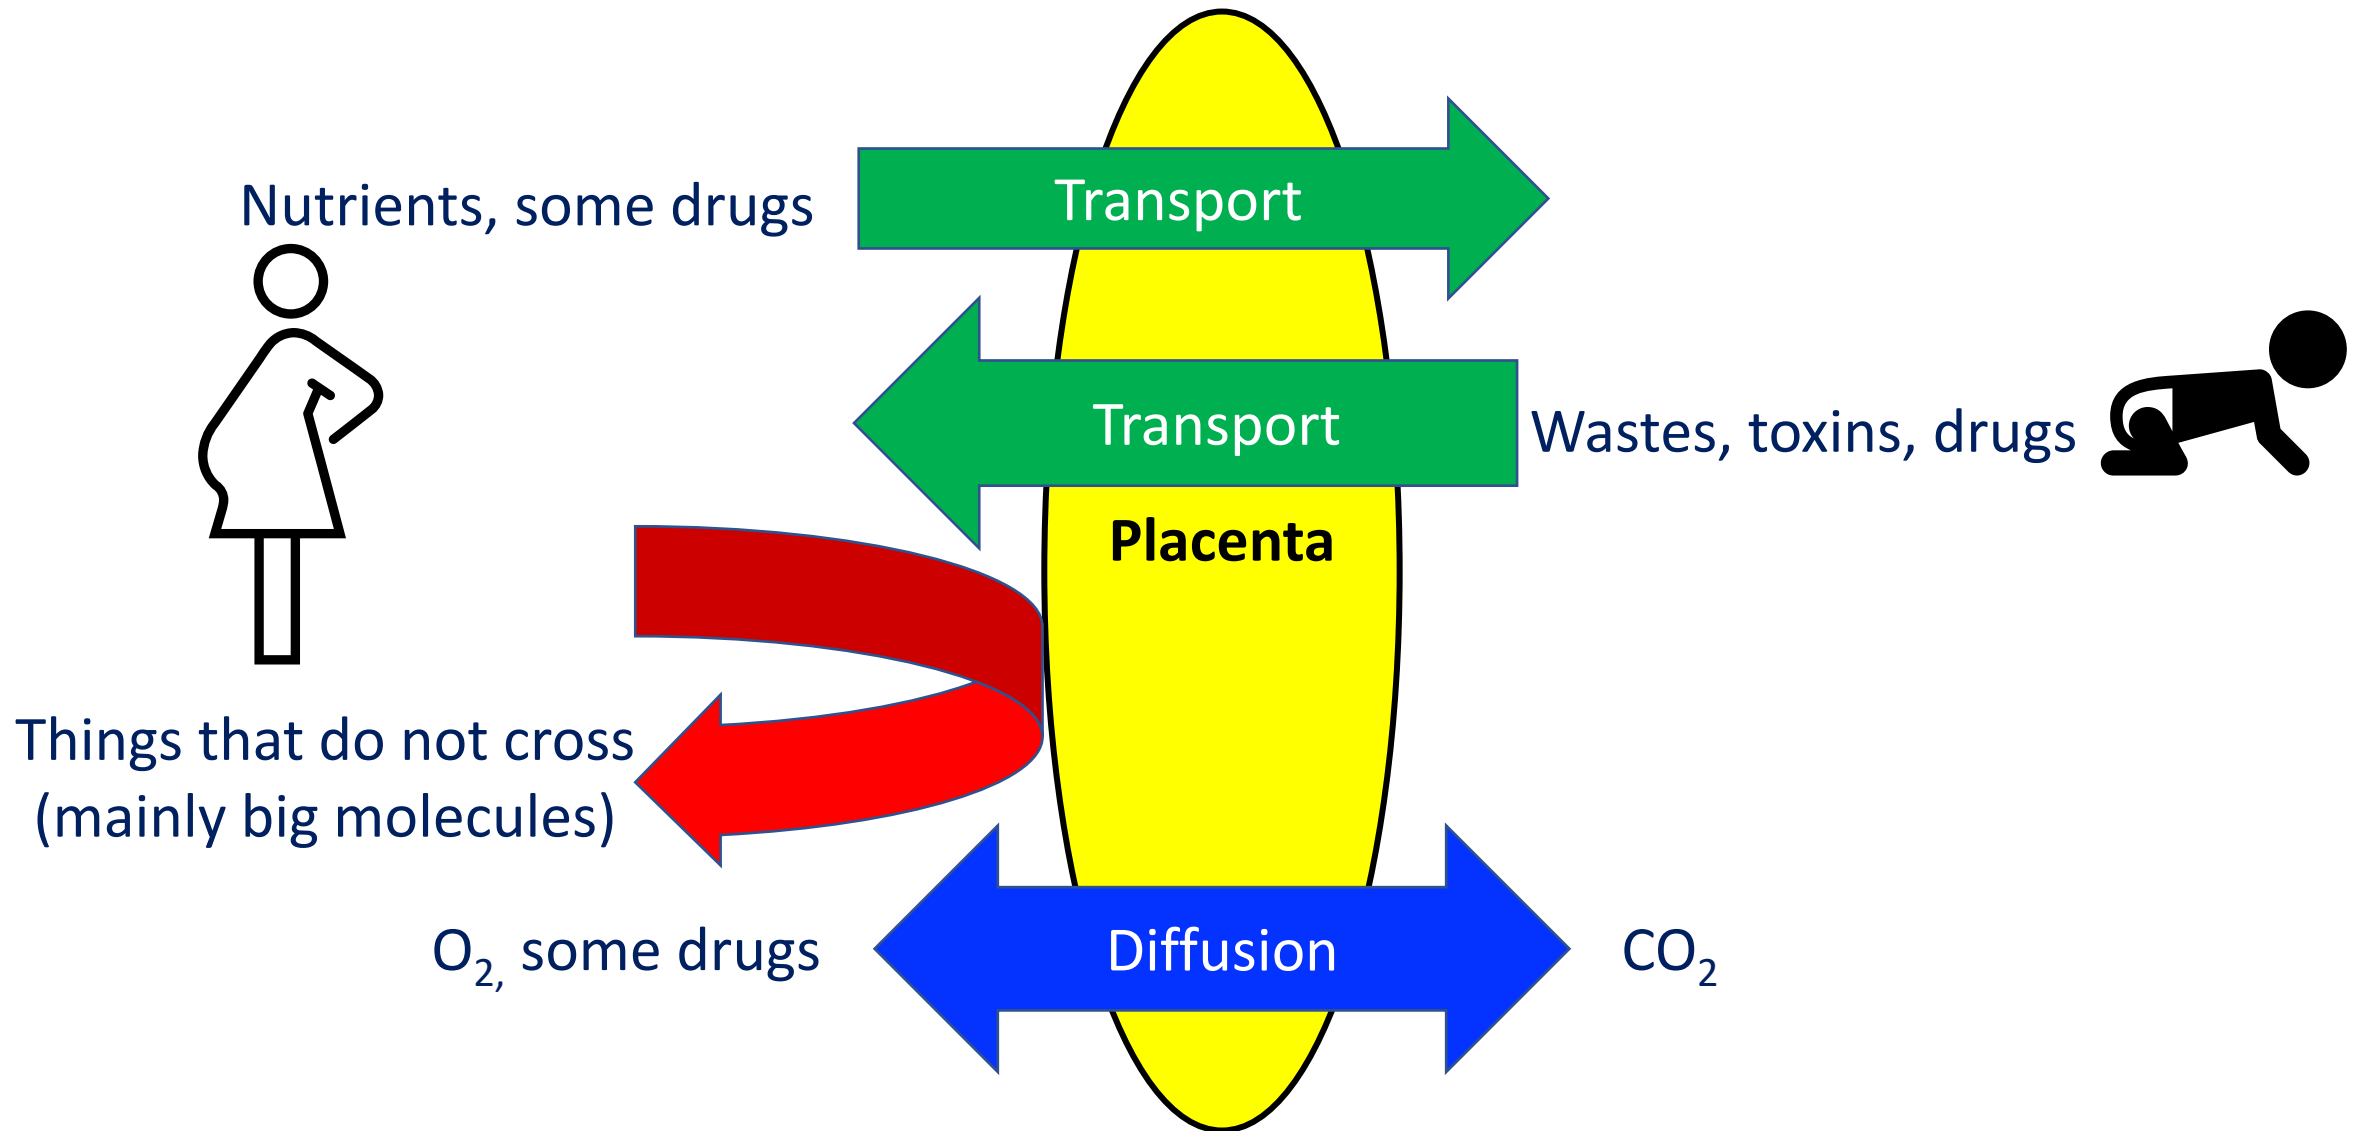 Nutrients, some drugs
Transport
Transport
Wastes, toxins, drugs
Placenta
Things that do not cross
(mainly big molecules)
O₂, some drugs
Diffusion
CO₂